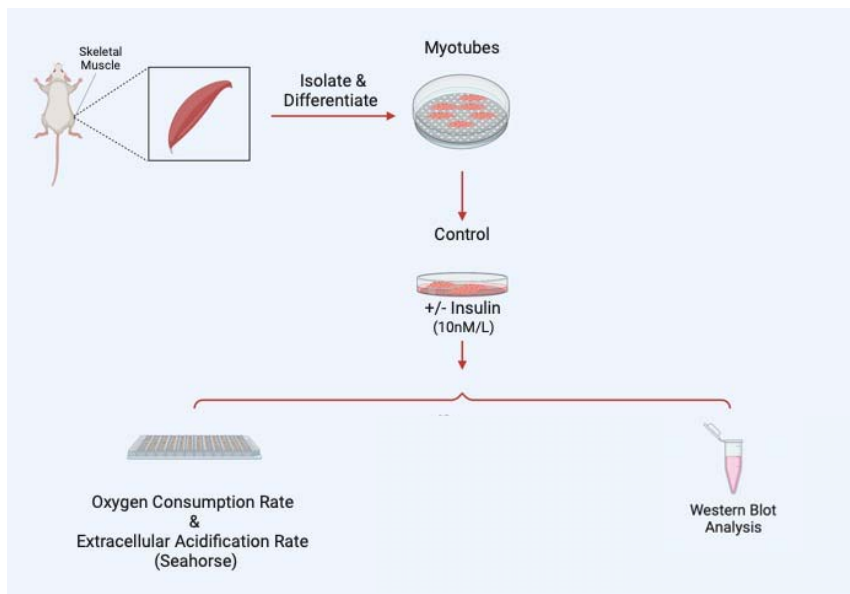 Skeletal
Muscle
Isolate &
Differentiate
Myotubes
Control
+/- Insulin
(10nM/L)
Oxygen Consumption Rate
&
Extracellular Acidification Rate
(Seahorse)
Western Blot
Analysis